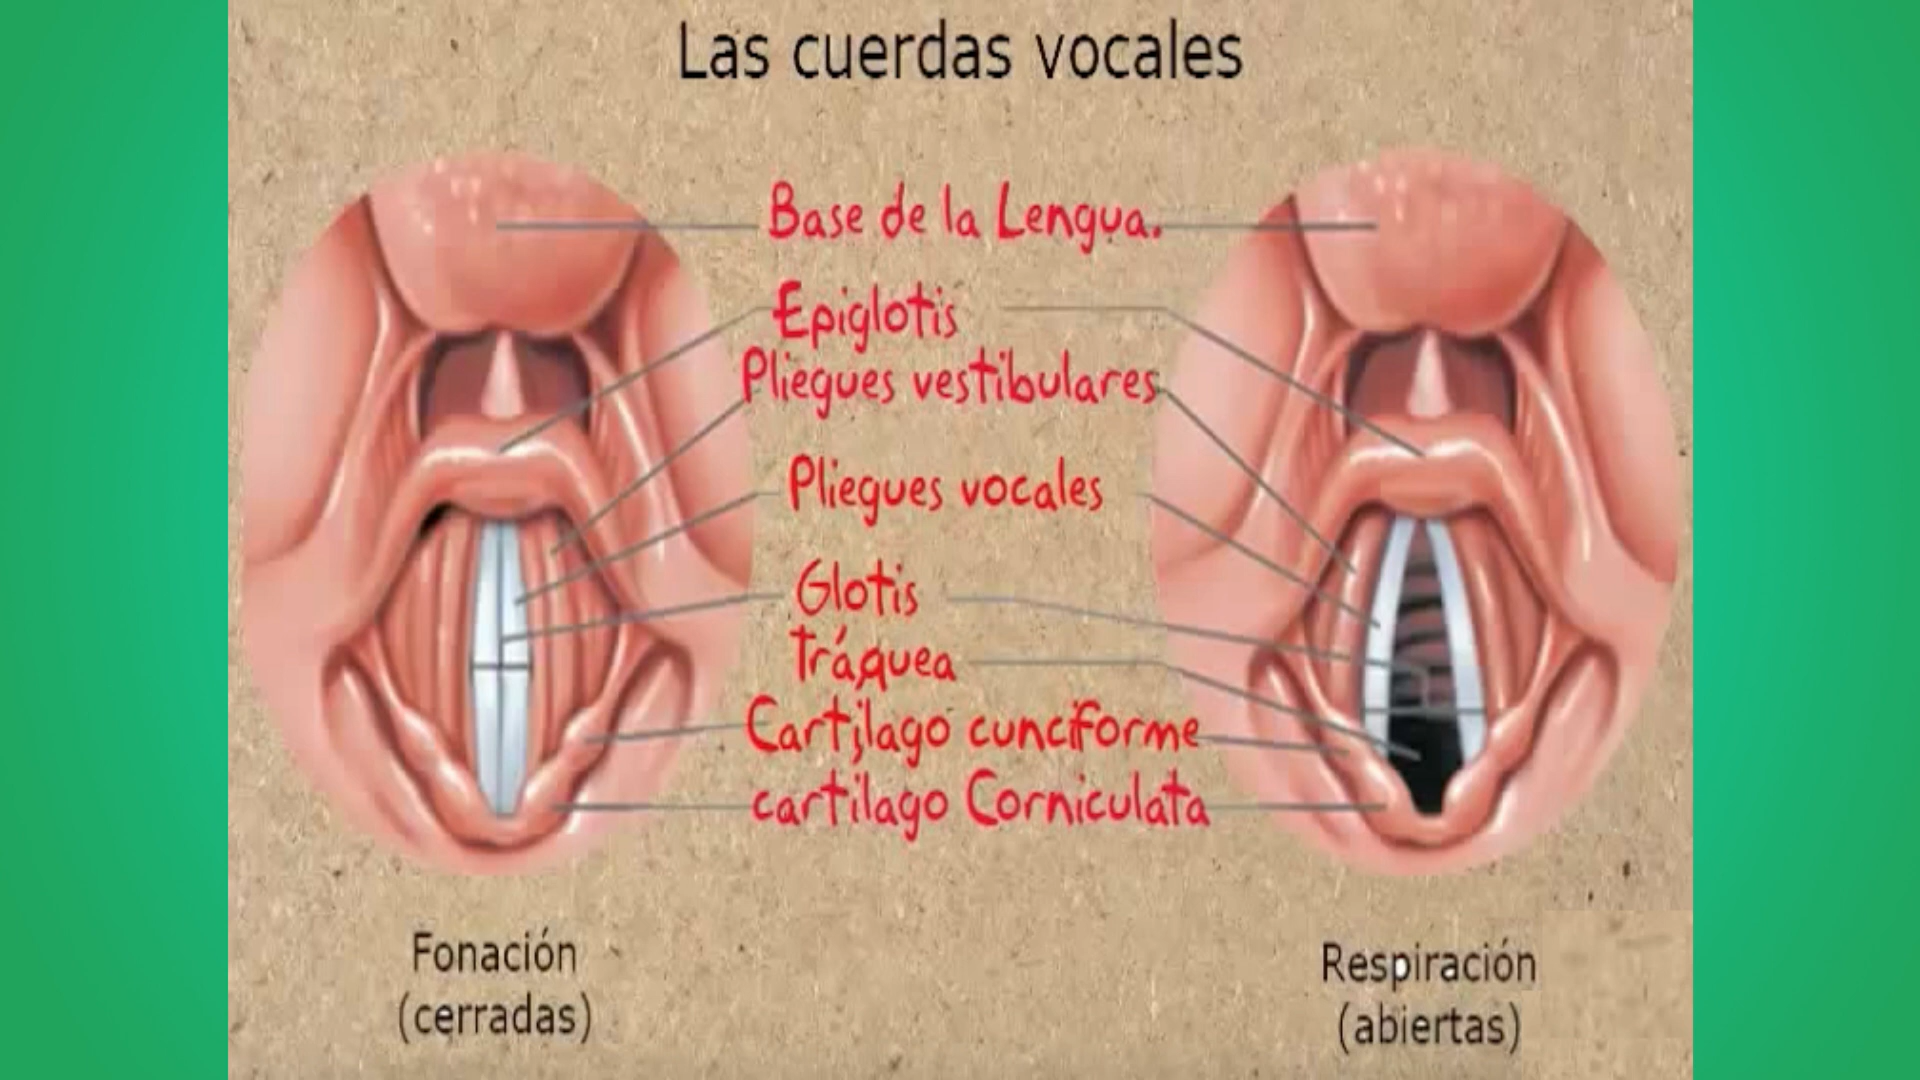 Las cuerdas vocales
Base de la Lengua.
Epiglotis
Pliegues vestibulares
Pliegues vocales
Glotis
Tráquea
Cartilago cunciforme
cartilago Corniculata
Fonación
(cerradas)
Respiración
(abiertas)